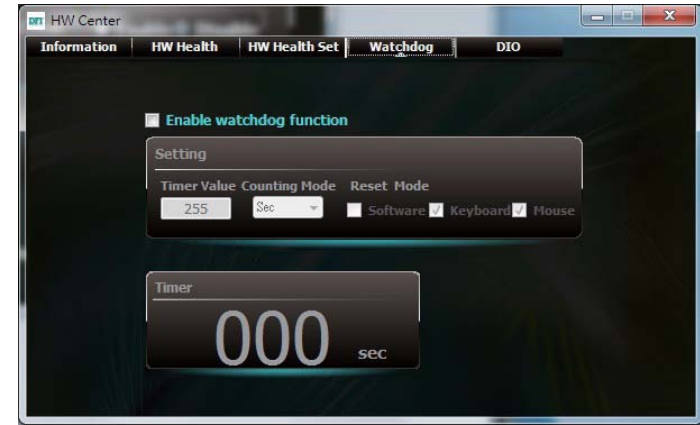 DFI HW Center
Information HW Health HW Health Set Watchdog DIO
Enable watchdog function
Setting
Timer Value Counting Mode Reset Mode
255 Sec Software Keyboard Mouse
Timer
000 sec